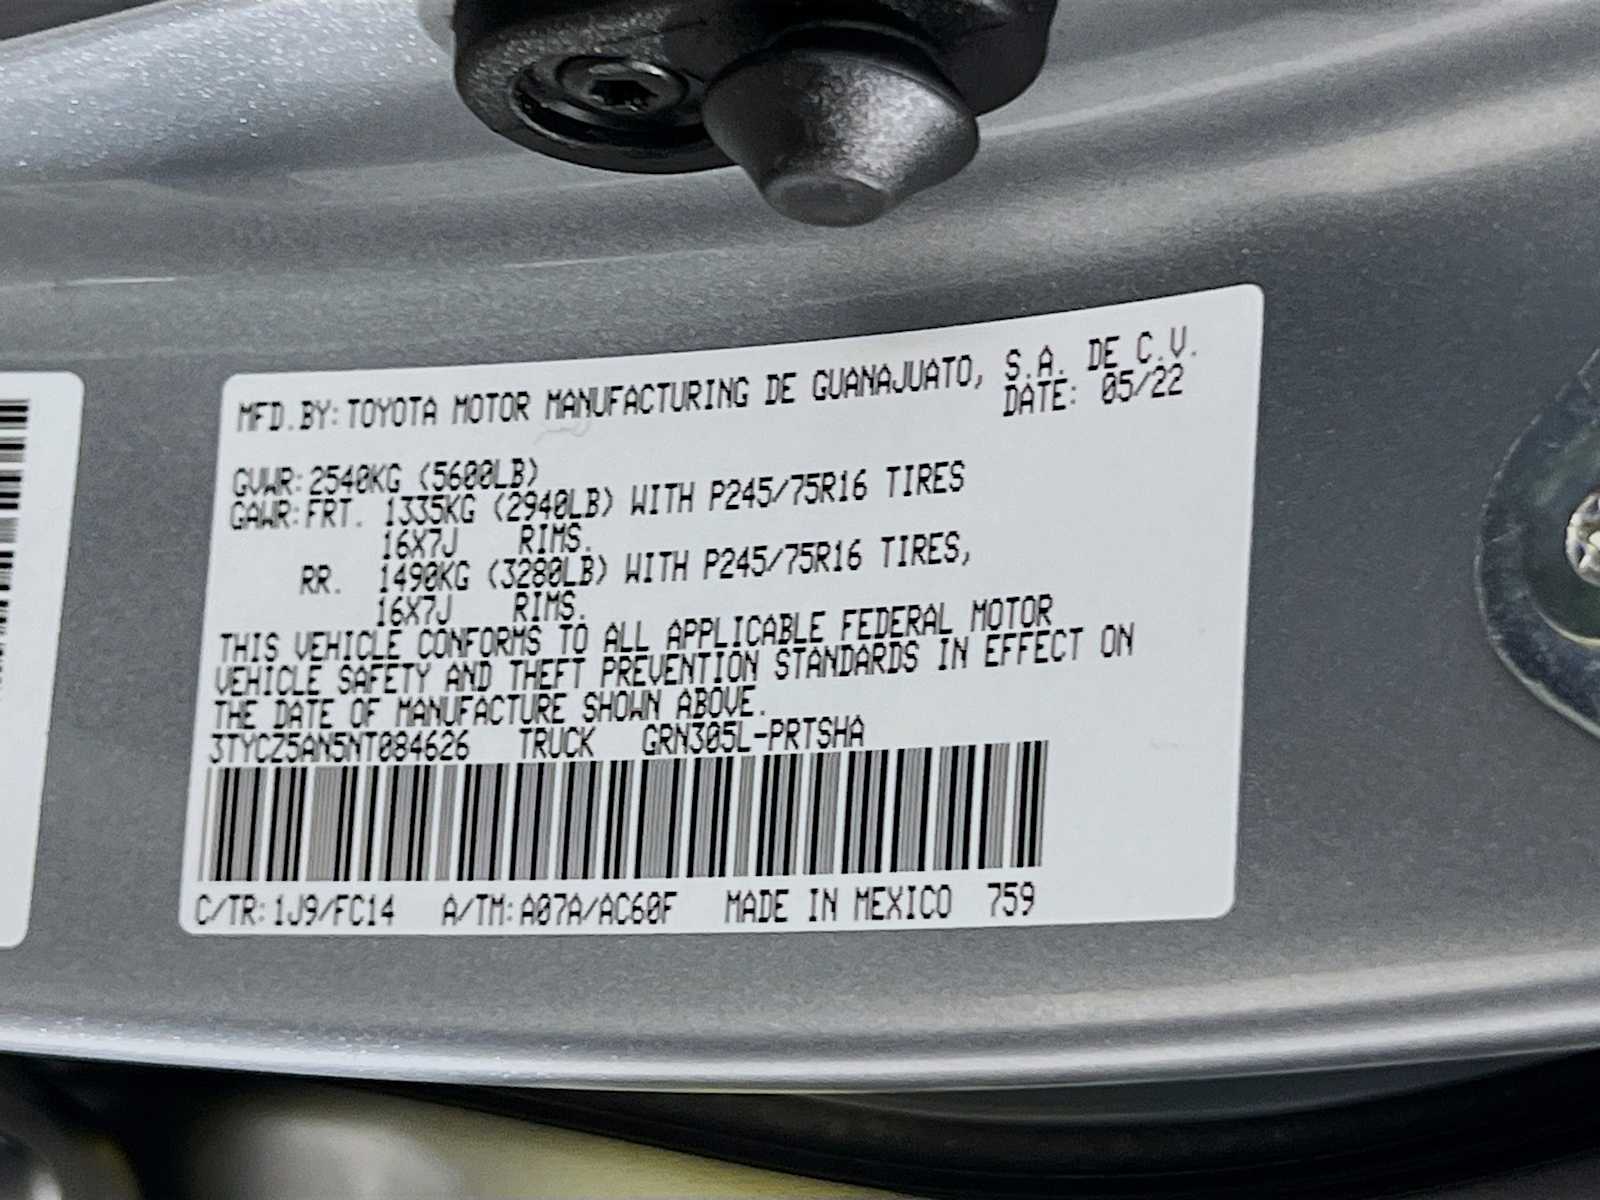 MFD.BY:TOYOTA MOTOR MANUFACTURING DE GUANAJUATO, S.A. DE C.V.
DATE: 05/22
GVWR:2540KG (5600LB)
GAWR:FRT. 1335KG (2940LB) WITH P245/75R16 TIRES
16X7J RIMS.
RR. 1490KG (3280LB) WITH P245/75R16 TIRES,
16X7J RIMS.
THIS VEHICLE CONFORMS TO ALL APPLICABLE FEDERAL MOTOR
VEHICLE SAFETY AND THEFT PREVENTION STANDARDS IN EFFECT ON
THE DATE OF MANUFACTURE SHOWN ABOVE.
3TYCZ5AN5NT084626 TRUCK GRN305L-PRTSHA
C/TR:1J9/FC14 A/TM:A07A/AC60F MADE IN MEXICO 759